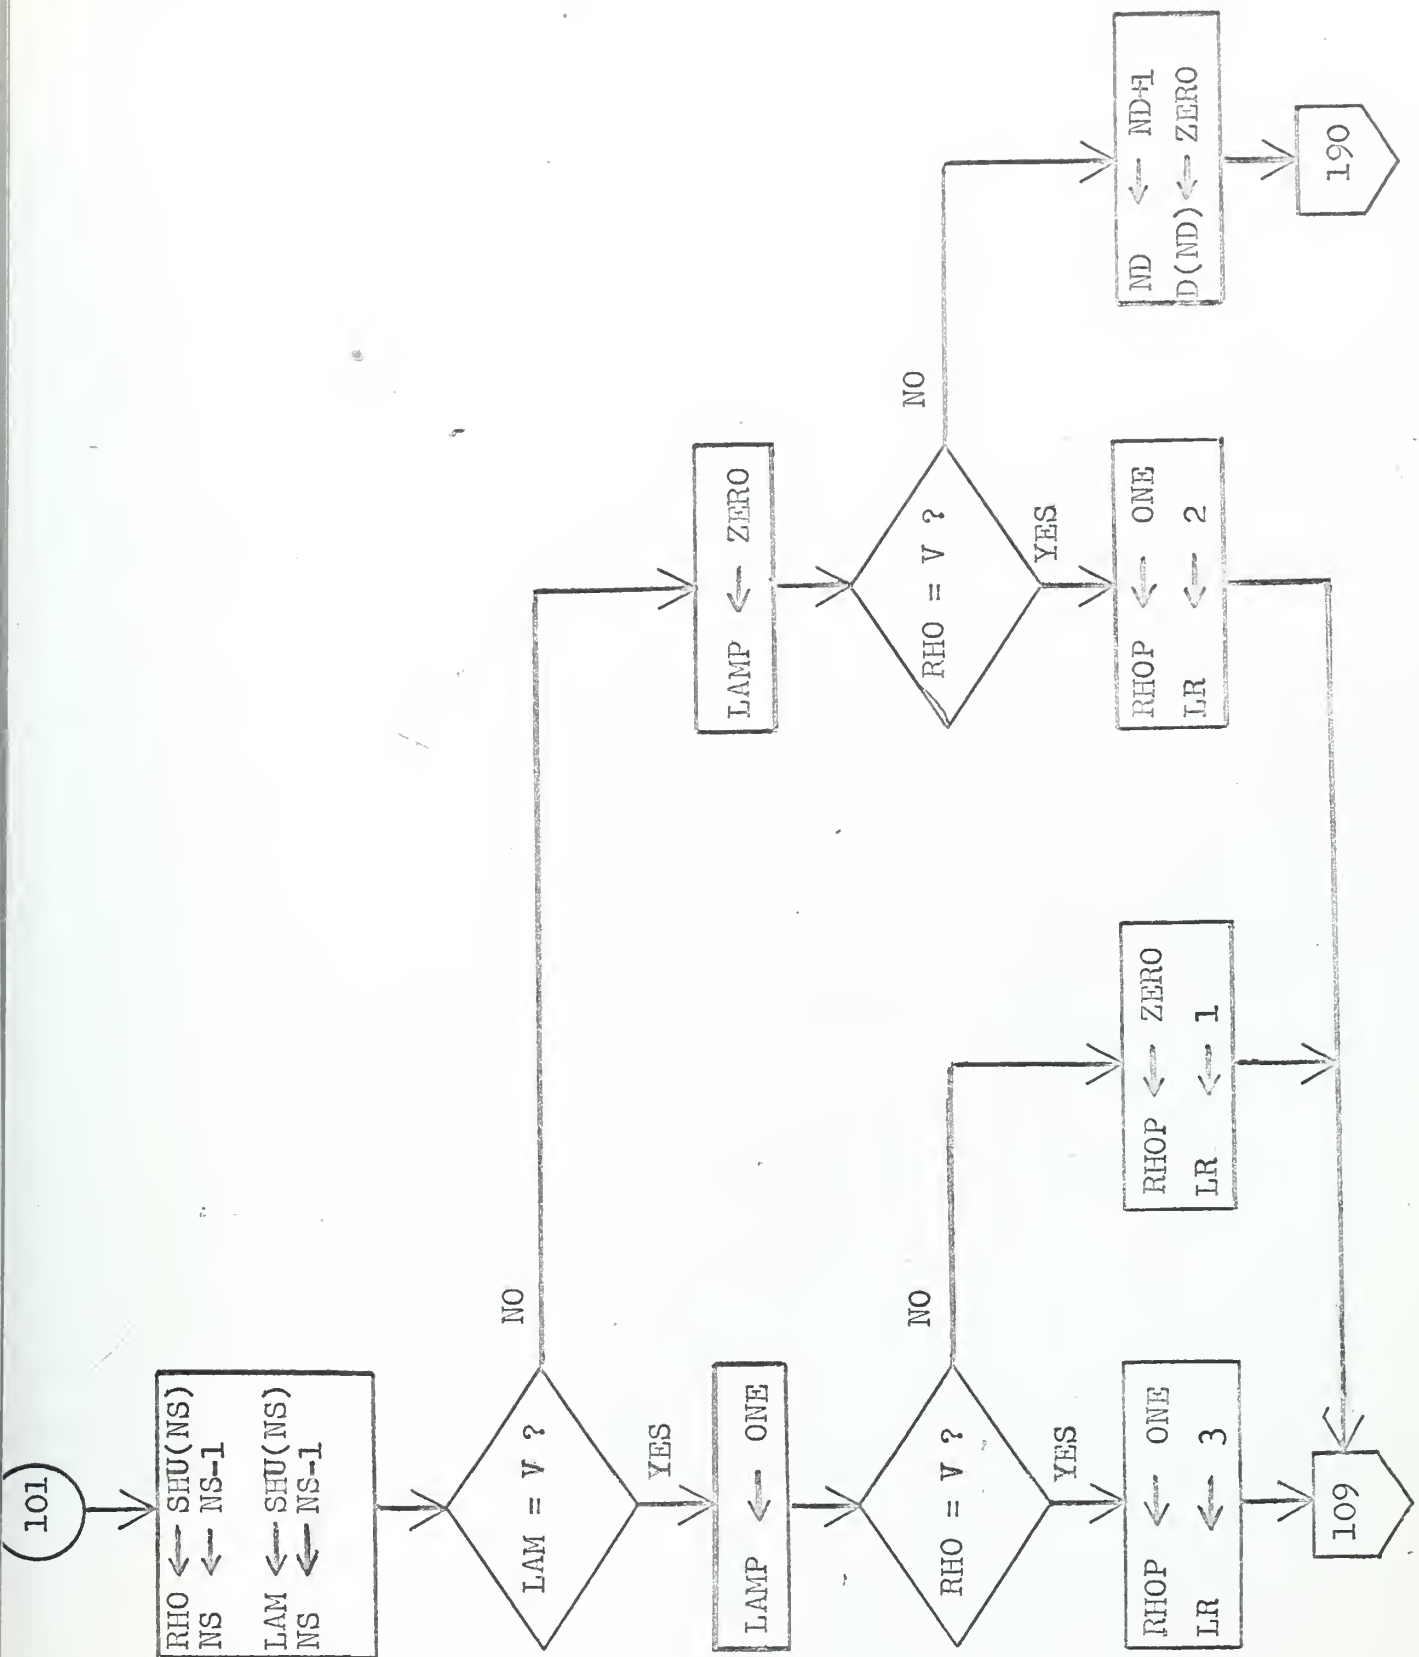 101
RHO ← SHU(NS)
NS ← NS-1
LAM ← SHU(NS)
NS ← NS-1
LAM = V ?
NO
YES
LAMP ← ONE
LAMP ← ZERO
RHO = V ?
NO
YES
RHO = V ?
NO
YES
RHOP ← ONE
LR ← 3
RHOP ← ZERO
LR ← 1
RHOP ← ONE
LR ← 2
ND ← ND+1
D(ND) ← ZERO
109
190